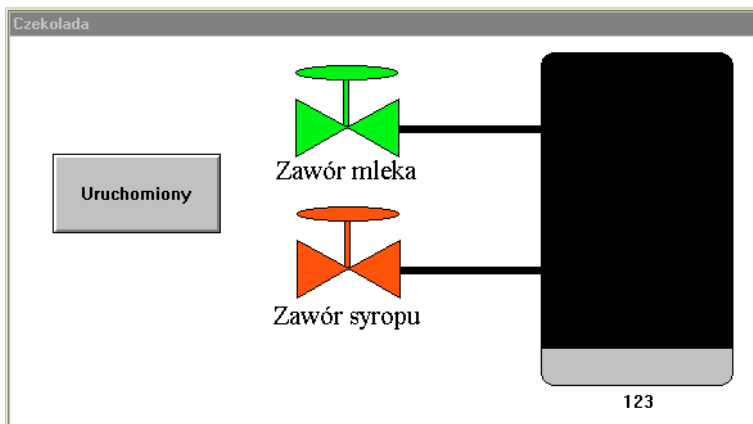 Czekolada
Zawór mleka
Uruchomiony
Zawór syropu
123